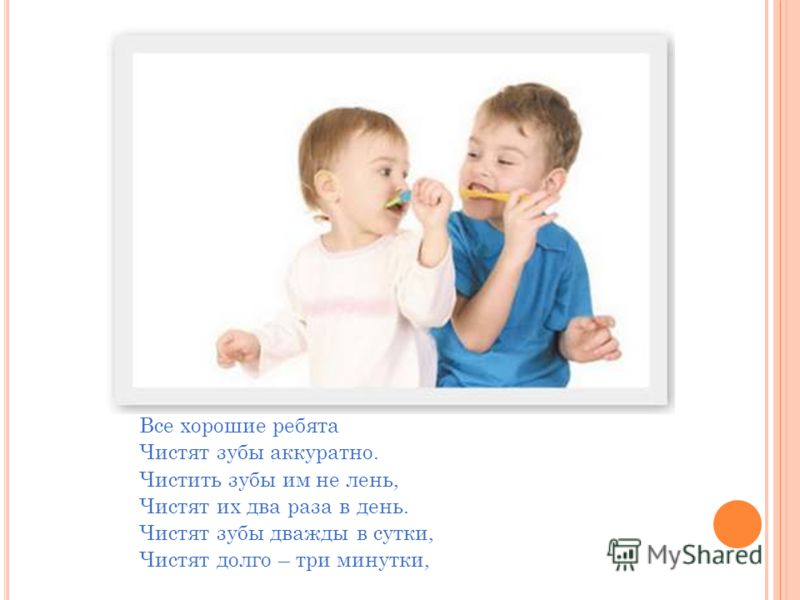 Все хорошие ребята
Чистят зубы аккуратно.
Чистить зубы им не лень,
Чистят их два раза в день.
Чистят зубы дважды в сутки,
Чистят долго – три минутки,
MyShared